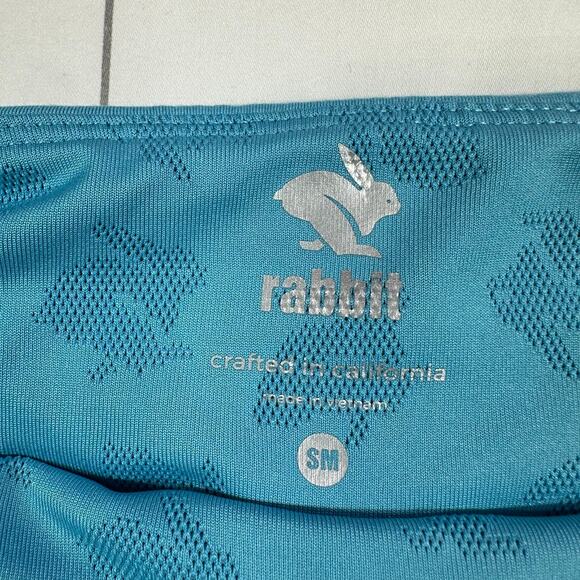 rabbit
crafted in california
made in vietnam
SM